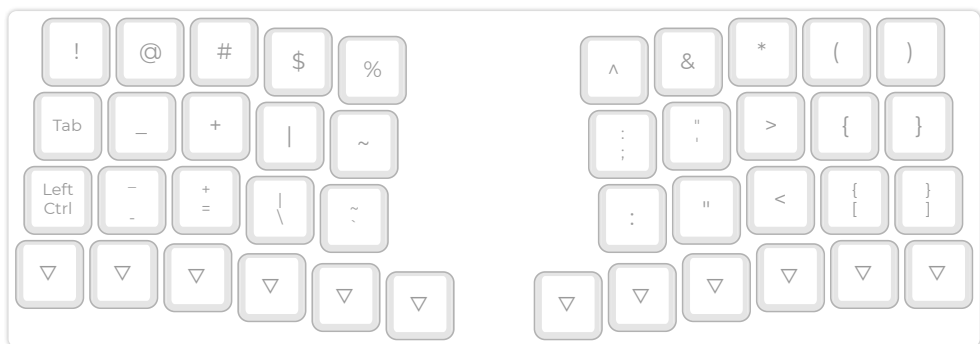 ! @ # $ % ^ & * ( )
Tab _ + | ~ : " > { }
; '
Left _ + | ~ : " < { }
Ctrl - = \ ` [ ]
▽ ▽ ▽ ▽ ▽ ▽ ▽ ▽ ▽ ▽ ▽ ▽